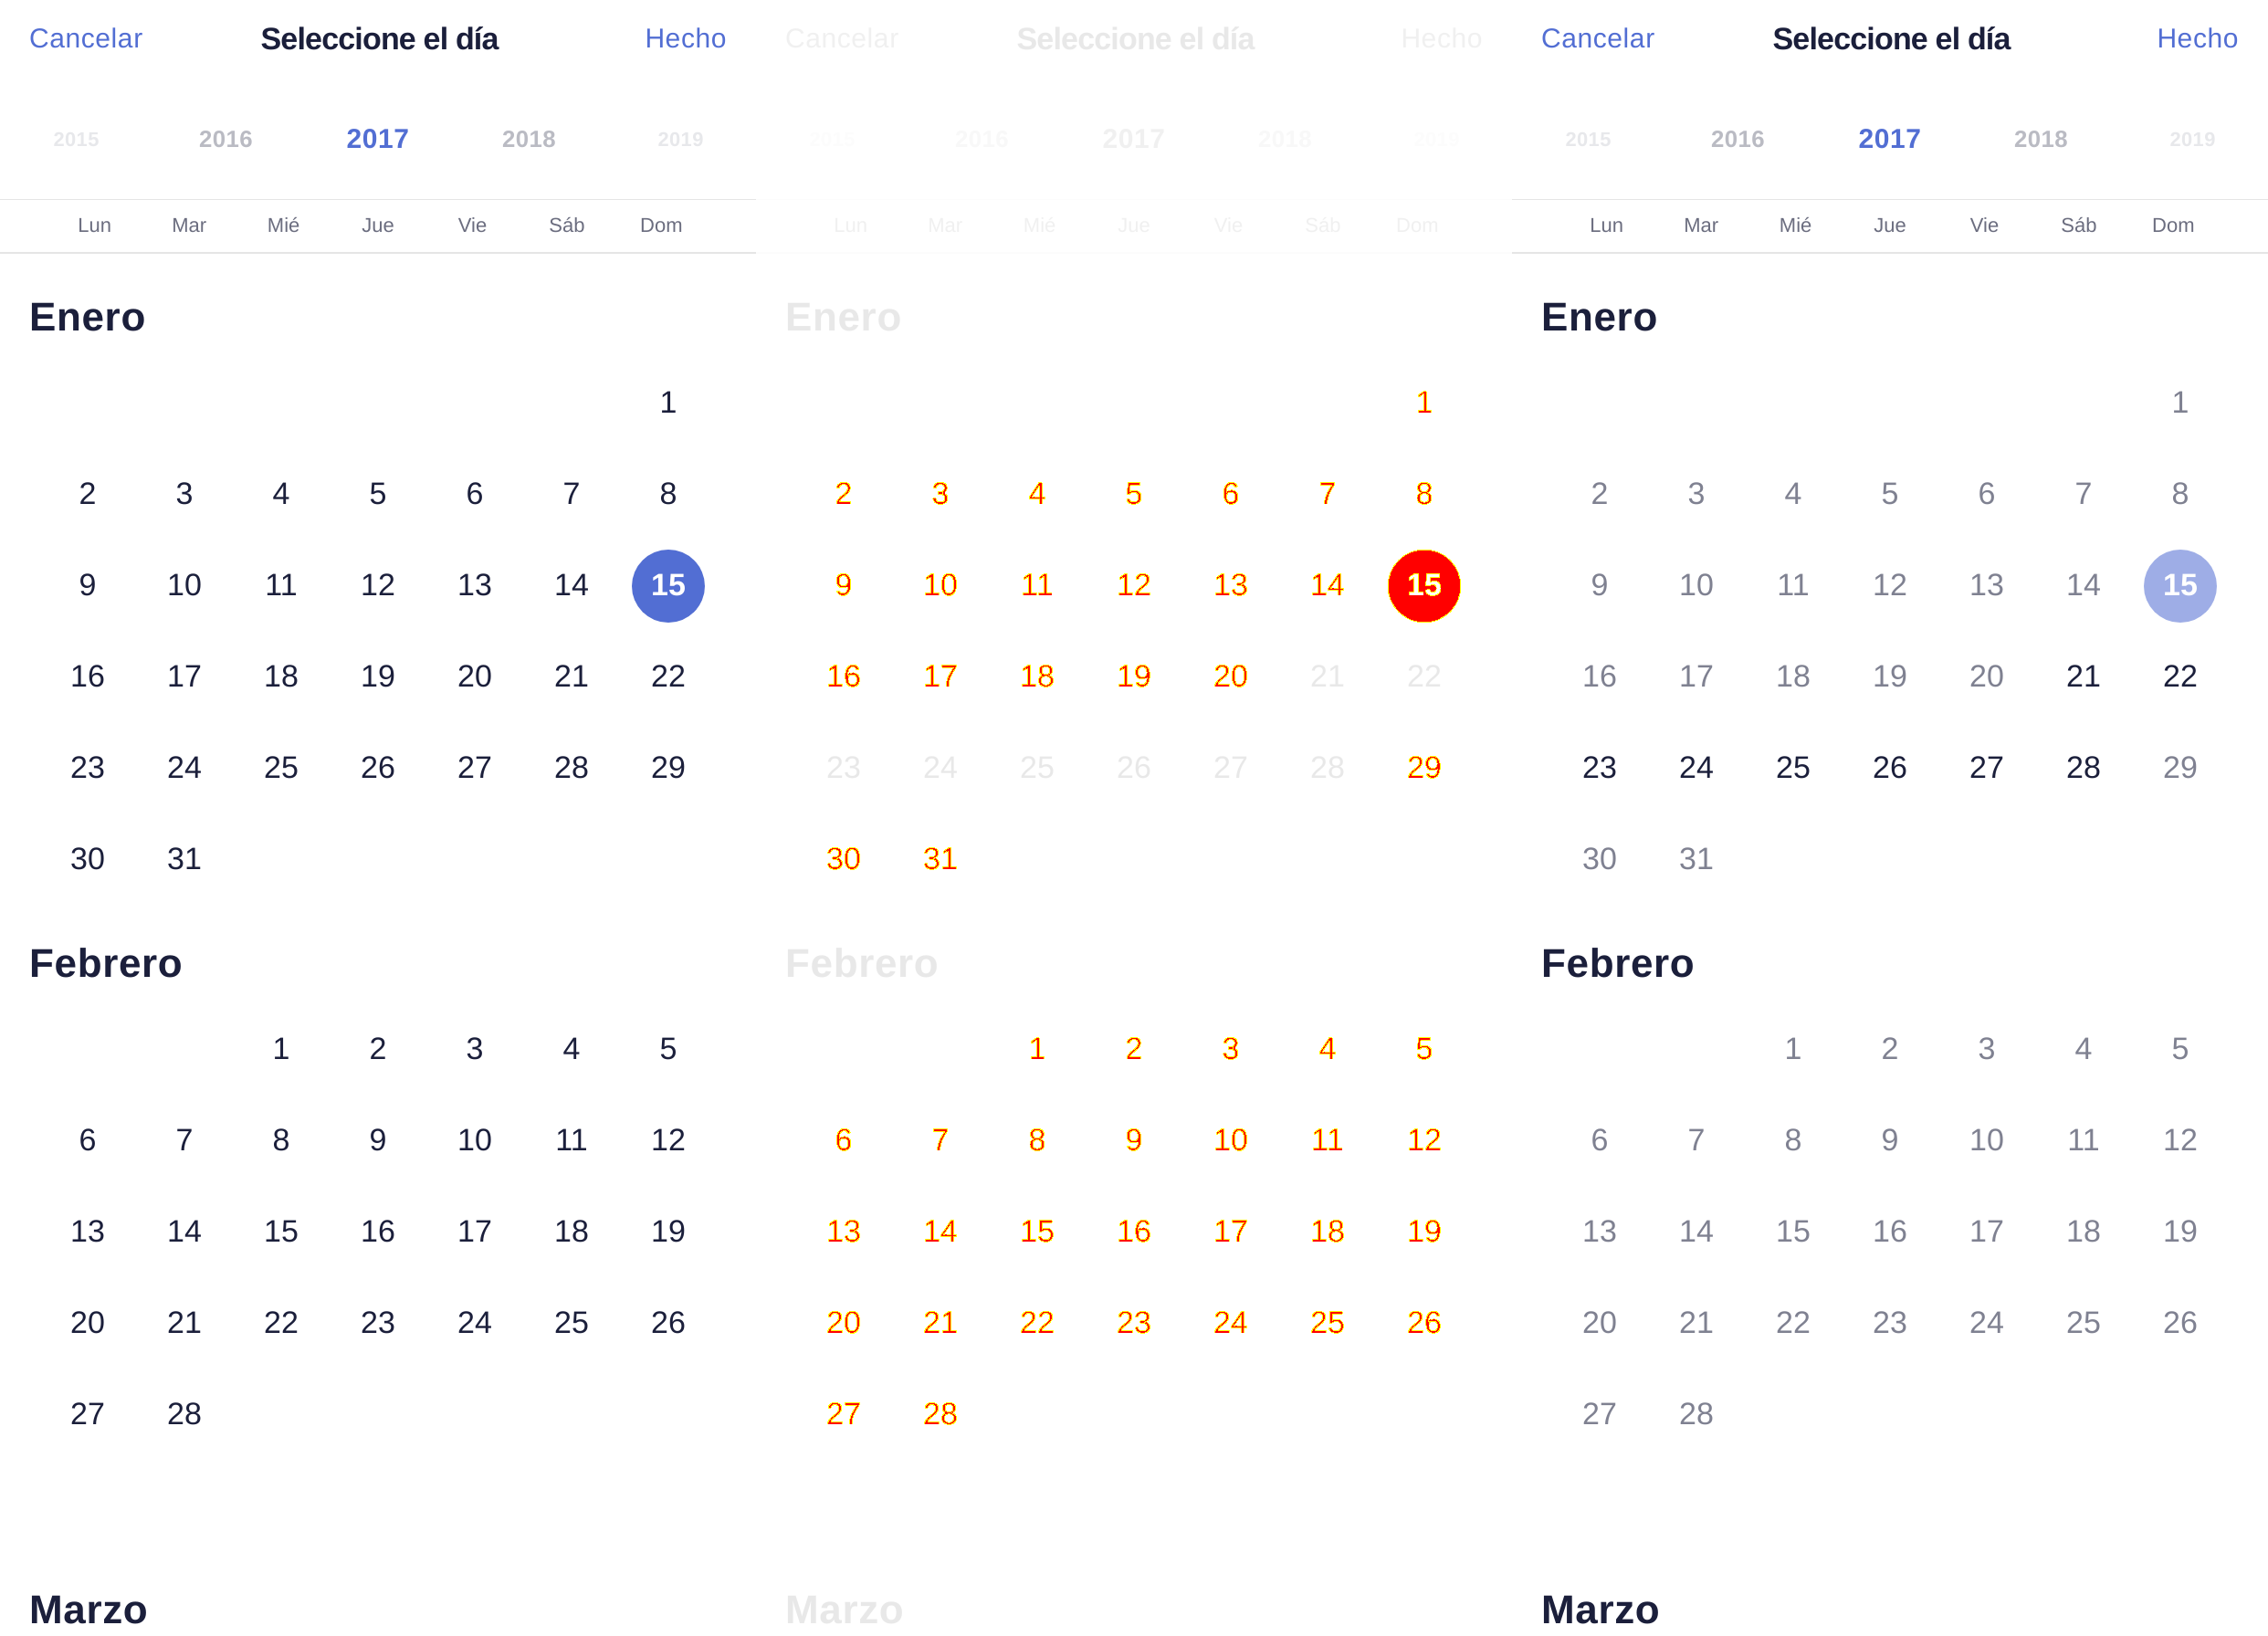 Cancelar Seleccione el día Hecho Cancelar Seleccione el día Hecho Cancelar Seleccione el día Hecho
2015 2016 2017 2018 2019 2015 2016 2017 2018 2019 2015 2016 2017 2018 2019
Lun Mar Mié Jue Vie Sáb Dom Lun Mar Mié Jue Vie Sáb Dom Lun Mar Mié Jue Vie Sáb Dom
Enero Enero Enero
1 1 1
2 3 4 5 6 7 8 2 3 4 5 6 7 8 2 3 4 5 6 7 8
9 10 11 12 13 14 15 9 10 11 12 13 14 15 9 10 11 12 13 14 15
16 17 18 19 20 21 22 16 17 18 19 20 21 22 16 17 18 19 20 21 22
23 24 25 26 27 28 29 23 24 25 26 27 28 29 23 24 25 26 27 28 29
30 31 30 31 30 31
Febrero Febrero Febrero
1 2 3 4 5 1 2 3 4 5 1 2 3 4 5
6 7 8 9 10 11 12 6 7 8 9 10 11 12 6 7 8 9 10 11 12
13 14 15 16 17 18 19 13 14 15 16 17 18 19 13 14 15 16 17 18 19
20 21 22 23 24 25 26 20 21 22 23 24 25 26 20 21 22 23 24 25 26
27 28 27 28 27 28
Marzo Marzo Marzo